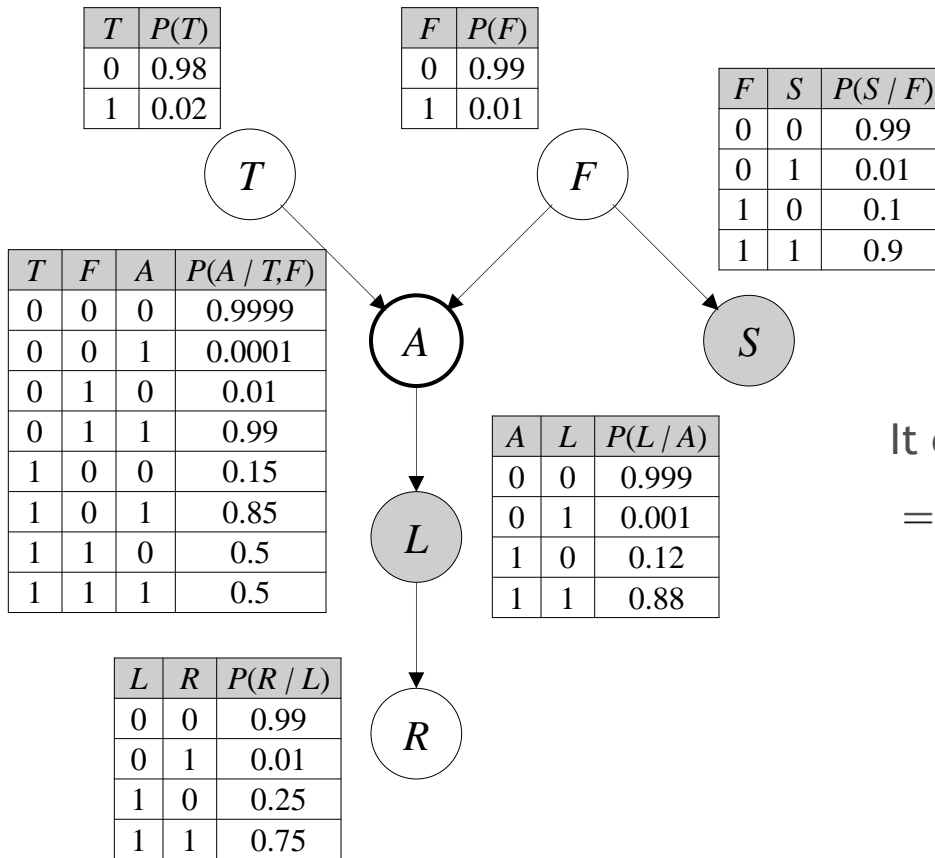 T P(T)
0 0.98
1 0.02
F P(F)
0 0.99
1 0.01
F S P(S / F)
0 0 0.99
0 1 0.01
1 0 0.1
1 1 0.9
T
F
T F A P(A / T,F)
0 0 0 0.9999
0 0 1 0.0001
0 1 0 0.01
0 1 1 0.99
1 0 0 0.15
1 0 1 0.85
1 1 0 0.5
1 1 1 0.5
A
S
A L P(L / A)
0 0 0.999
0 1 0.001
1 0 0.12
1 1 0.88
It
=
L
L R P(R / L)
0 0 0.99
0 1 0.01
1 0 0.25
1 1 0.75
R